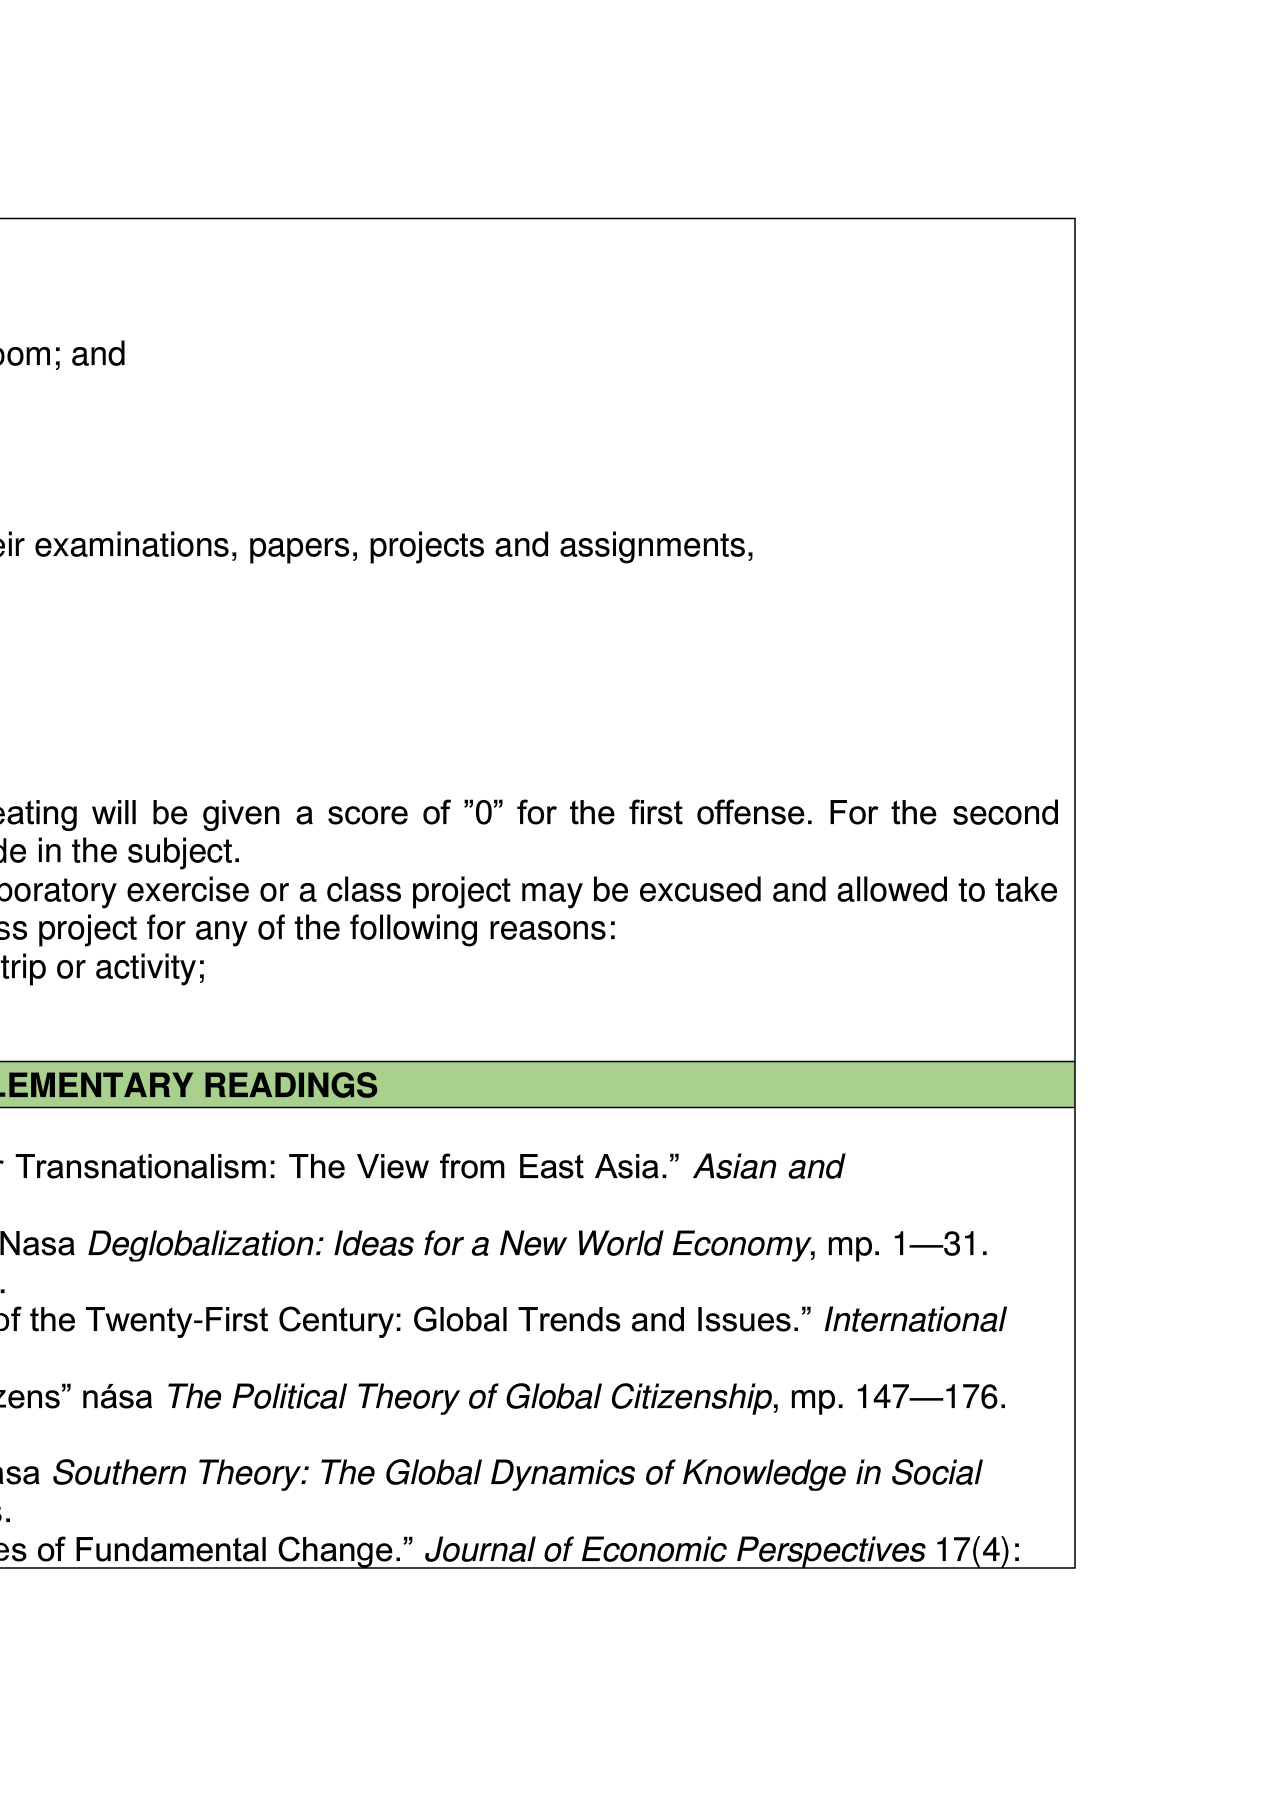 oom; and
eir examinations, papers, projects and assignments,
eating will be given a score of ”0” for the first offense. For the second
de in the subject.
boratory exercise or a class project may be excused and allowed to take
ss project for any of the following reasons:
trip or activity;
LEMENTARY READINGS
r Transnationalism: The View from East Asia.” Asian and
Nasa Deglobalization: Ideas for a New World Economy, mp. 1—31.
.
of the Twenty-First Century: Global Trends and Issues.” International
zens” nása The Political Theory of Global Citizenship, mp. 147—176.
asa Southern Theory: The Global Dynamics of Knowledge in Social
s.
es of Fundamental Change.” Journal of Economic Perspectives 17(4):